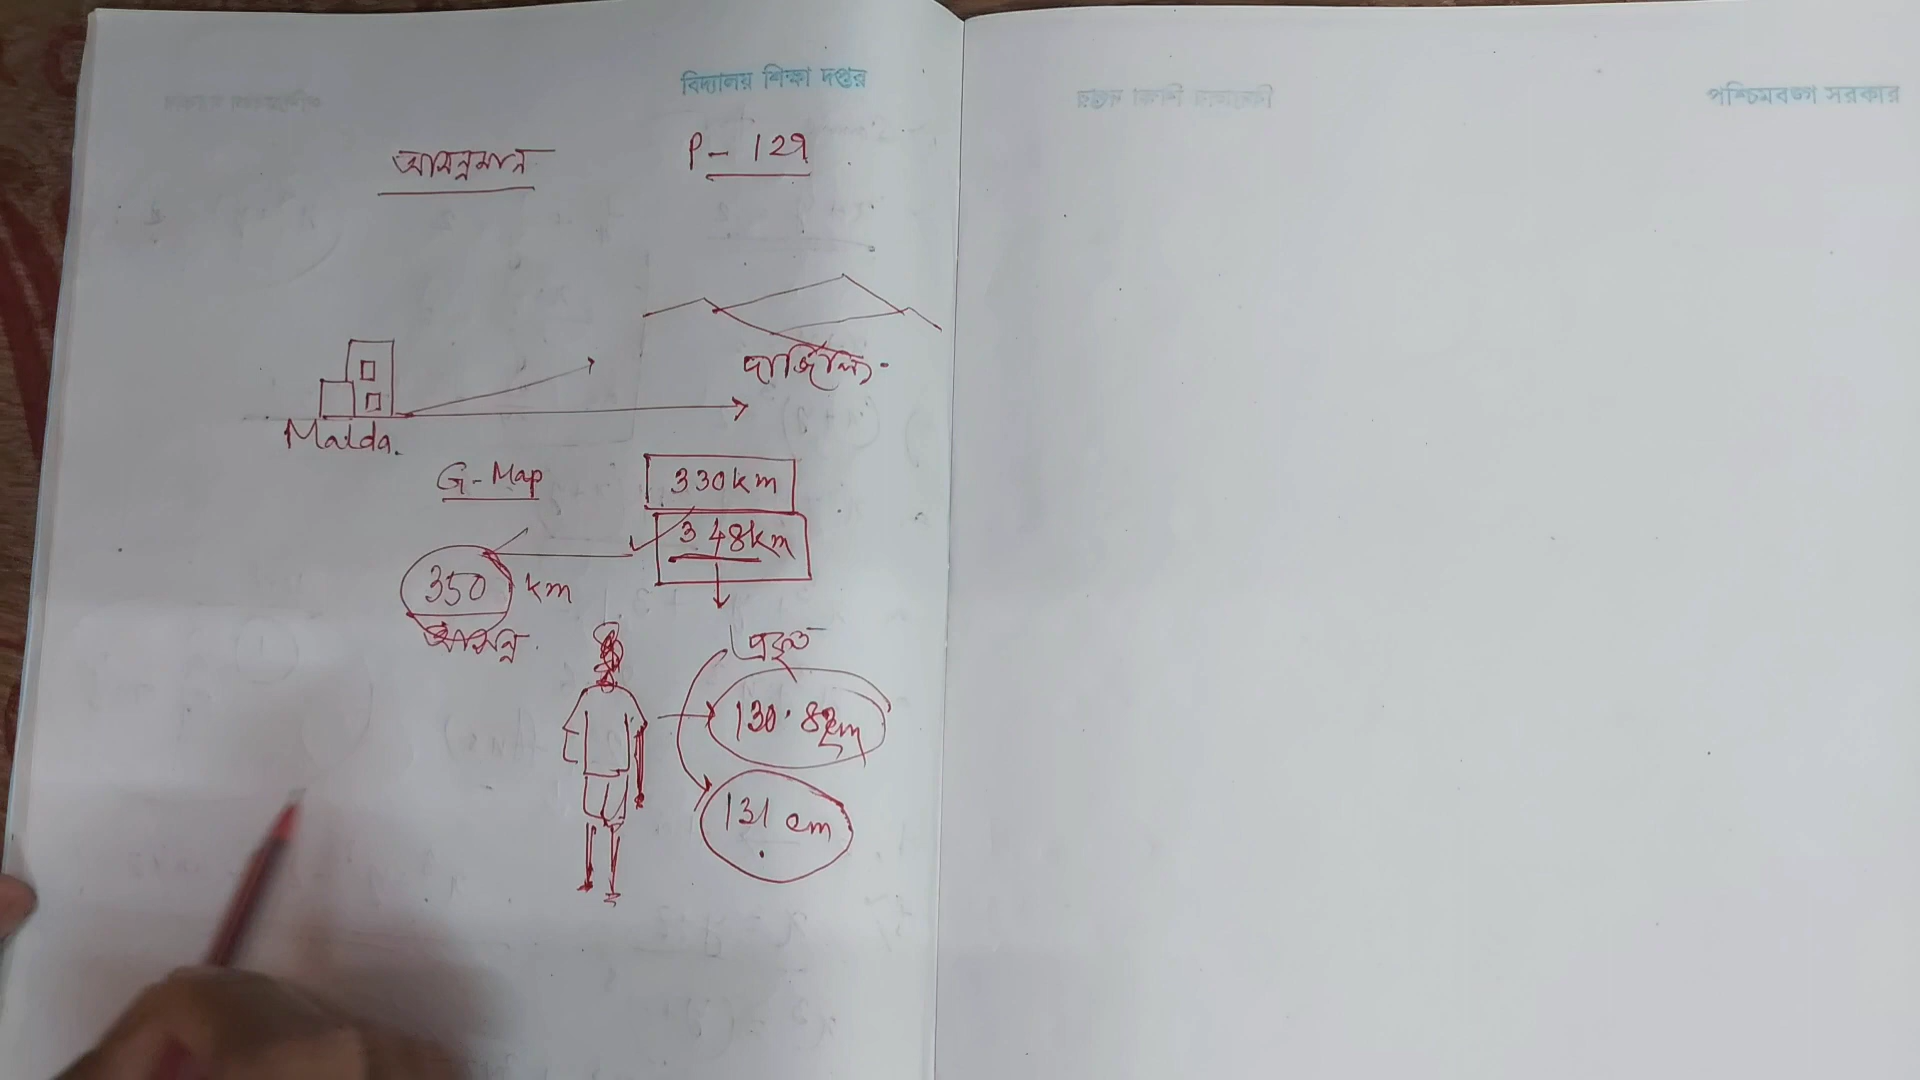 বিদ্যালয় শিক্ষা দপ্তর
পশ্চিমবঙ্গ সরকার
আসন্নমান P - 129
দার্জিলিং
Malda.
G - Map 330km
348km
350 km
আসন্ন
প্রকৃত
130.8cm
131 cm